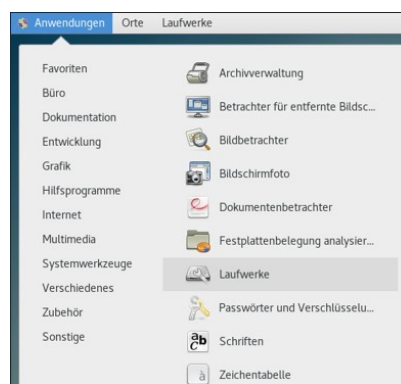 Anwendungen Orte Laufwerke
Favoriten
Büro
Dokumentation
Entwicklung
Grafik
Hilfsprogramme
Internet
Multimedia
Systemwerkzeuge
Verschiedenes
Zubehör
Sonstige
Archivverwaltung
Betrachter für entfernte Bildsc...
Bildbetrachter
Bildschirmfoto
Dokumentenbetrachter
Festplattenbelegung analysier...
Laufwerke
Passwörter und Verschlüsselu...
Schriften
Zeichentabelle